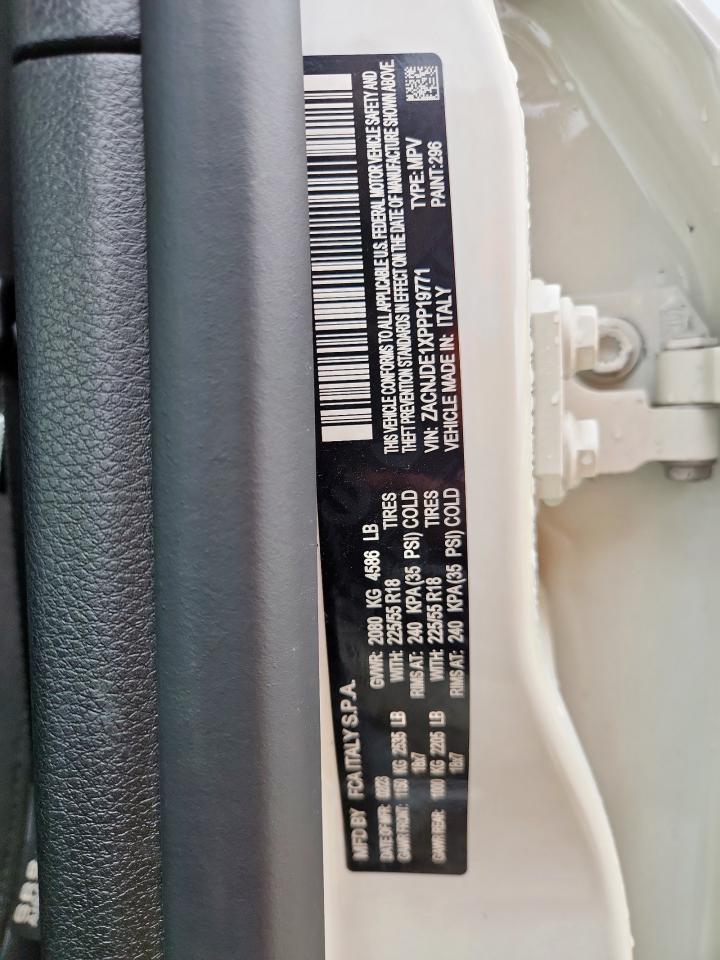 MFD BY FCA ITALY S.P.A.
DATE OF MFR: GVWR: 2080 KG 4586 LB
GAWR FRONT: 1150 KG 2535 LB WITH: 225/55 R18 TIRES
18x7 RIMS AT: 240 KPA(35 PSI) COLD
GAWR REAR: 1000 KG 2205 LB WITH: 225/55 R18 TIRES
18x7 RIMS AT: 240 KPA(35 PSI) COLD
THIS VEHICLE CONFORMS TO ALL APPLICABLE U.S. FEDERAL MOTOR VEHICLE SAFETY AND
THEFT PREVENTION STANDARDS IN EFFECT ON THE DATE OF MANUFACTURE SHOWN ABOVE.
VIN: ZACNJDE1XPPP19771 TYPE: MPV
VEHICLE MADE IN: ITALY PAINT: 296